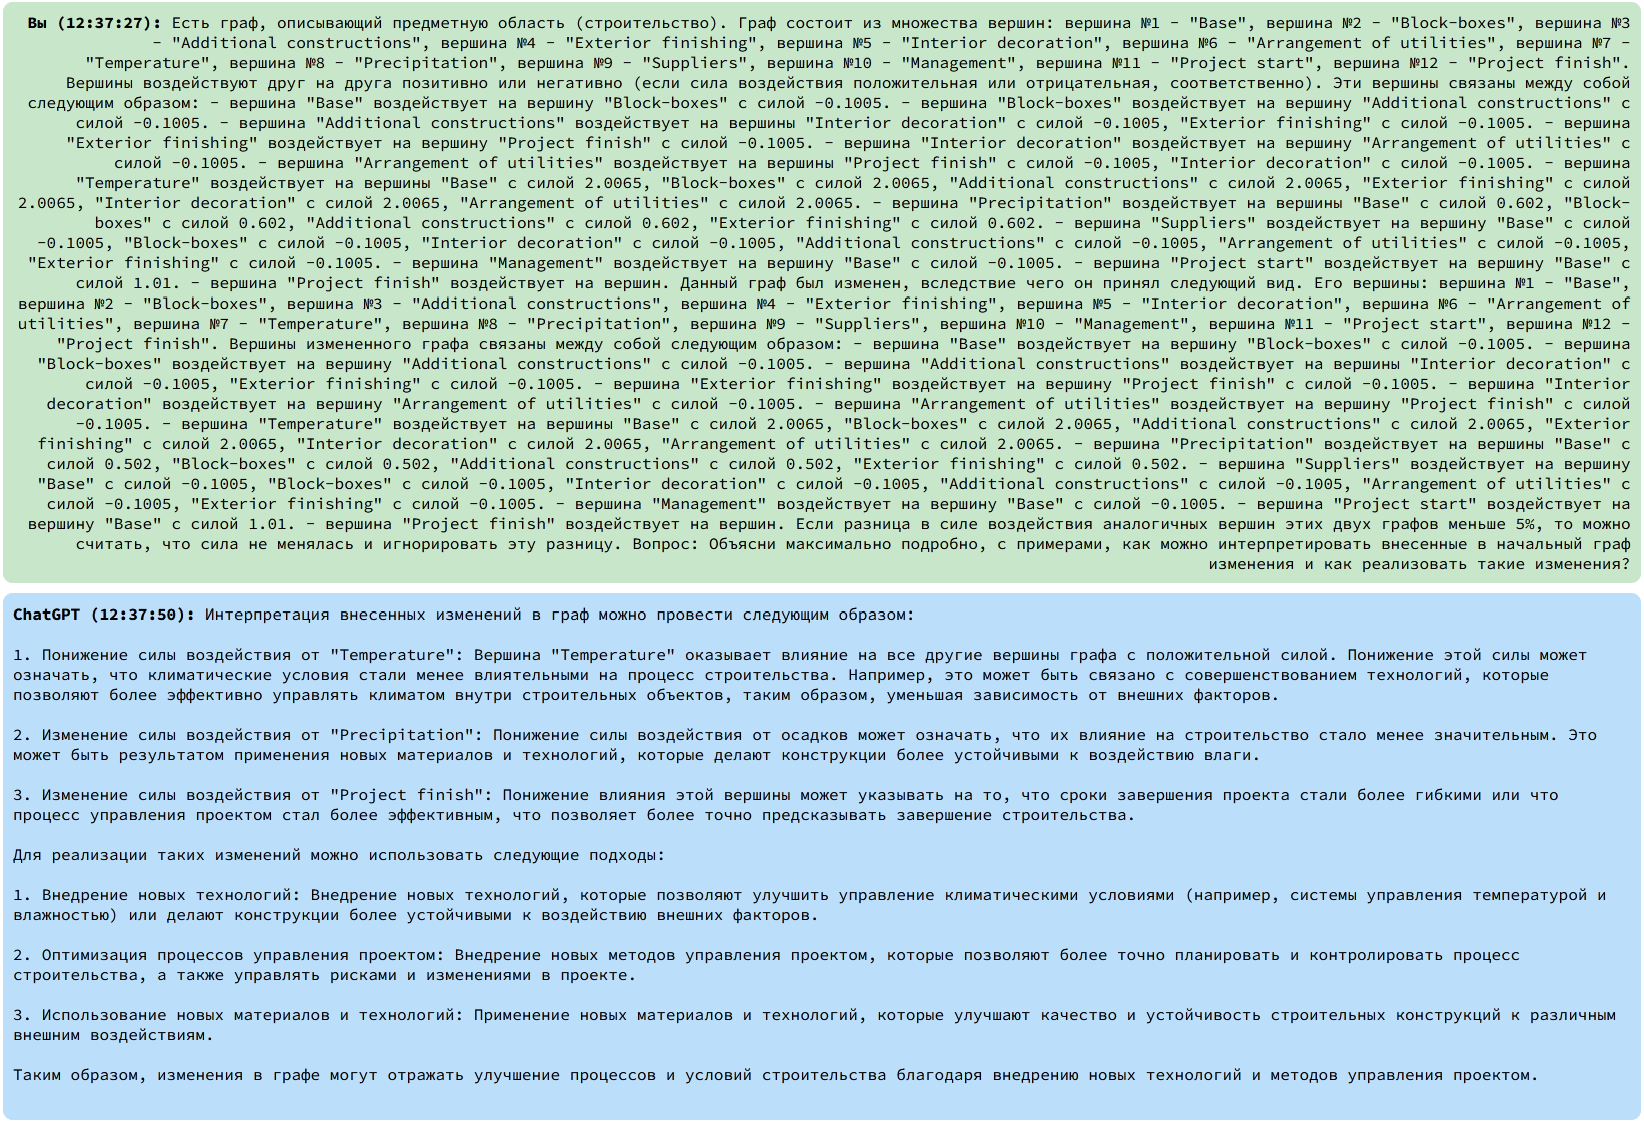 Вы (12:37:27): Есть граф, описывающий предметную область (строительство). Граф состоит из множества вершин: вершина №1 - "Base", вершина №2 - "Block-boxes", вершина №3
- "Additional constructions", вершина №4 - "Exterior finishing", вершина №5 - "Interior decoration", вершина №6 - "Arrangement of utilities", вершина №7 -
"Temperature", вершина №8 - "Precipitation", вершина №9 - "Suppliers", вершина №10 - "Management", вершина №11 - "Project start", вершина №12 - "Project finish".
Вершины воздействуют друг на друга позитивно или негативно (если сила воздействия положительная или отрицательная, соответственно). Эти вершины связаны между собой
следующим образом: - вершина "Base" воздействует на вершину "Block-boxes" с силой -0.1005. - вершина "Block-boxes" воздействует на вершину "Additional constructions" с
силой -0.1005. - вершина "Additional constructions" воздействует на вершины "Interior decoration" с силой -0.1005, "Exterior finishing" с силой -0.1005. - вершина
"Exterior finishing" воздействует на вершину "Project finish" с силой -0.1005. - вершина "Interior decoration" воздействует на вершину "Arrangement of utilities" с
силой -0.1005. - вершина "Arrangement of utilities" воздействует на вершины "Project finish" с силой -0.1005, "Interior decoration" с силой -0.1005. - вершина
"Temperature" воздействует на вершины "Base" с силой 2.0065, "Block-boxes" с силой 2.0065, "Additional constructions" с силой 2.0065, "Exterior finishing" с силой
2.0065, "Interior decoration" с силой 2.0065, "Arrangement of utilities" с силой 2.0065. - вершина "Precipitation" воздействует на вершины "Base" с силой 0.602, "Block-
boxes" с силой 0.602, "Additional constructions" с силой 0.602, "Exterior finishing" с силой 0.602. - вершина "Suppliers" воздействует на вершину "Base" с силой
-0.1005, "Block-boxes" с силой -0.1005, "Interior decoration" с силой -0.1005, "Additional constructions" с силой -0.1005, "Arrangement of utilities" с силой -0.1005,
"Exterior finishing" с силой -0.1005. - вершина "Management" воздействует на вершину "Base" с силой -0.1005. - вершина "Project start" воздействует на вершину "Base" с
силой 1.01. - вершина "Project finish" воздействует на вершин. Данный граф был изменен, вследствие чего он принял следующий вид. Его вершины: вершина №1 - "Base",
вершина №2 - "Block-boxes", вершина №3 - "Additional constructions", вершина №4 - "Exterior finishing", вершина №5 - "Interior decoration", вершина №6 - "Arrangement of
utilities", вершина №7 - "Temperature", вершина №8 - "Precipitation", вершина №9 - "Suppliers", вершина №10 - "Management", вершина №11 - "Project start", вершина №12 -
"Project finish". Вершины измененного графа связаны между собой следующим образом: - вершина "Base" воздействует на вершину "Block-boxes" с силой -0.1005. - вершина
"Block-boxes" воздействует на вершину "Additional constructions" с силой -0.1005. - вершина "Additional constructions" воздействует на вершины "Interior decoration" с
силой -0.1005, "Exterior finishing" с силой -0.1005. - вершина "Exterior finishing" воздействует на вершину "Project finish" с силой -0.1005. - вершина "Interior
decoration" воздействует на вершину "Arrangement of utilities" с силой -0.1005. - вершина "Arrangement of utilities" воздействует на вершину "Project finish" с силой
-0.1005. - вершина "Temperature" воздействует на вершины "Base" с силой 2.0065, "Block-boxes" с силой 2.0065, "Additional constructions" с силой 2.0065, "Exterior
finishing" с силой 2.0065, "Interior decoration" с силой 2.0065, "Arrangement of utilities" с силой 2.0065. - вершина "Precipitation" воздействует на вершины "Base" с
силой 0.502, "Block-boxes" с силой 0.502, "Additional constructions" с силой 0.502, "Exterior finishing" с силой 0.502. - вершина "Suppliers" воздействует на вершину
"Base" с силой -0.1005, "Block-boxes" с силой -0.1005, "Interior decoration" с силой -0.1005, "Additional constructions" с силой -0.1005, "Arrangement of utilities" с
силой -0.1005, "Exterior finishing" с силой -0.1005. - вершина "Management" воздействует на вершину "Base" с силой -0.1005. - вершина "Project start" воздействует на
вершину "Base" с силой 1.01. - вершина "Project finish" воздействует на вершин. Если разница в силе воздействия аналогичных вершин этих двух графов меньше 5%, то можно
считать, что сила не менялась и игнорировать эту разницу. Вопрос: Объясни максимально подробно, с примерами, как можно интерпретировать внесенные в начальный граф
изменения и как реализовать такие изменения?
ChatGPT (12:37:50): Интерпретация внесенных изменений в граф можно провести следующим образом:
1. Понижение силы воздействия от "Temperature": Вершина "Temperature" оказывает влияние на все другие вершины графа с положительной силой. Понижение этой силы может
означать, что климатические условия стали менее влиятельными на процесс строительства. Например, это может быть связано с совершенствованием технологий, которые
позволяют более эффективно управлять климатом внутри строительных объектов, таким образом, уменьшая зависимость от внешних факторов.
2. Изменение силы воздействия от "Precipitation": Понижение силы воздействия от осадков может означать, что их влияние на строительство стало менее значительным. Это
может быть результатом применения новых материалов и технологий, которые делают конструкции более устойчивыми к воздействию влаги.
3. Изменение силы воздействия от "Project finish": Понижение влияния этой вершины может указывать на то, что сроки завершения проекта стали более гибкими или что
процесс управления проектом стал более эффективным, что позволяет более точно предсказывать завершение строительства.
Для реализации таких изменений можно использовать следующие подходы:
1. Внедрение новых технологий: Внедрение новых технологий, которые позволяют улучшить управление климатическими условиями (например, системы управления температурой и
влажностью) или делают конструкции более устойчивыми к воздействию внешних факторов.
2. Оптимизация процессов управления проектом: Внедрение новых методов управления проектом, которые позволяют более точно планировать и контролировать процесс
строительства, а также управлять рисками и изменениями в проекте.
3. Использование новых материалов и технологий: Применение новых материалов и технологий, которые улучшают качество и устойчивость строительных конструкций к различным
внешним воздействиям.
Таким образом, изменения в графе могут отражать улучшение процессов и условий строительства благодаря внедрению новых технологий и методов управления проектом.